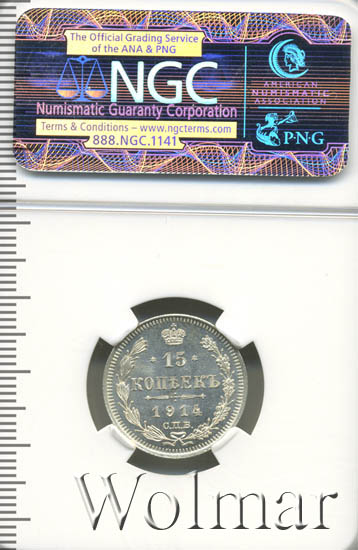 The Official Grading Service
of the ANA & PNG
NGC
Numismatic Guaranty Corporation
Terms & Conditions – www.ngcterms.com
888.NGC.1141
AMERICAN
NUMISMATIC
ASSOCIATION
P·N·G
15
КОПѢЕКЪ
1914
С.П.Б
Wolmar